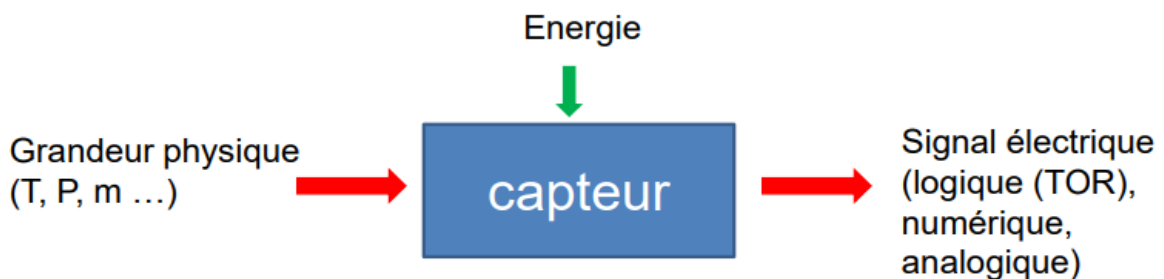 Energie
Grandeur physique
(T, P, m …)
capteur
Signal électrique
(logique (TOR),
numérique,
analogique)